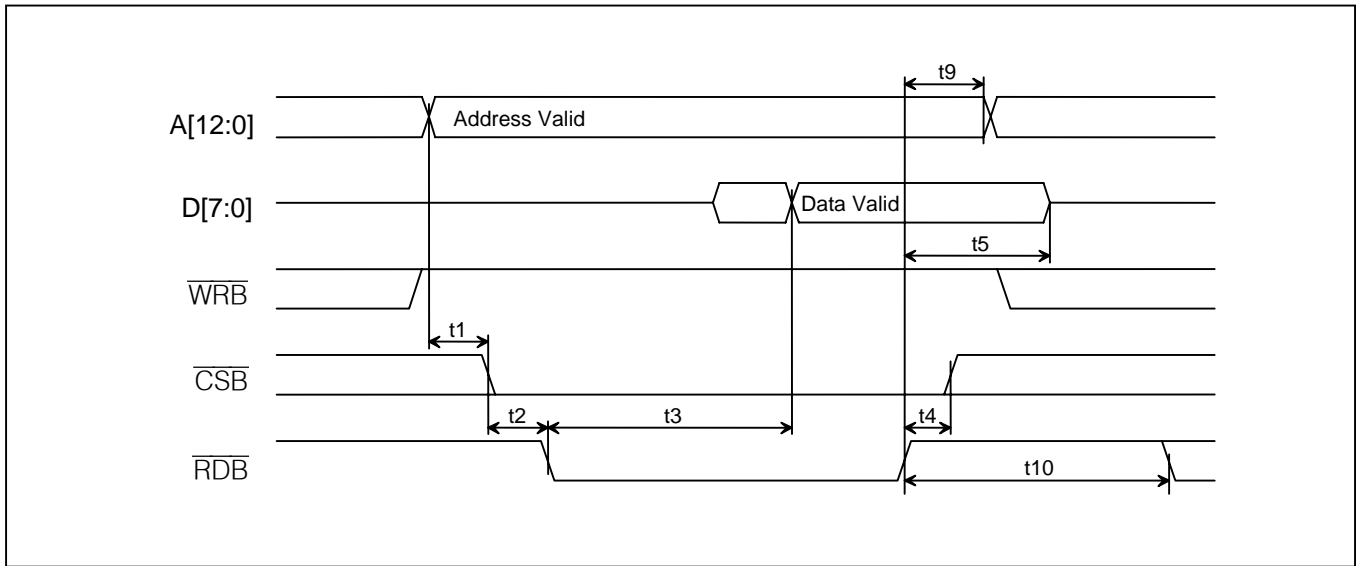 t9
A[12:0]
Address Valid
D[7:0]
Data Valid
t5
WRB
t1
CSB
t2
t3
t4
RDB
t10